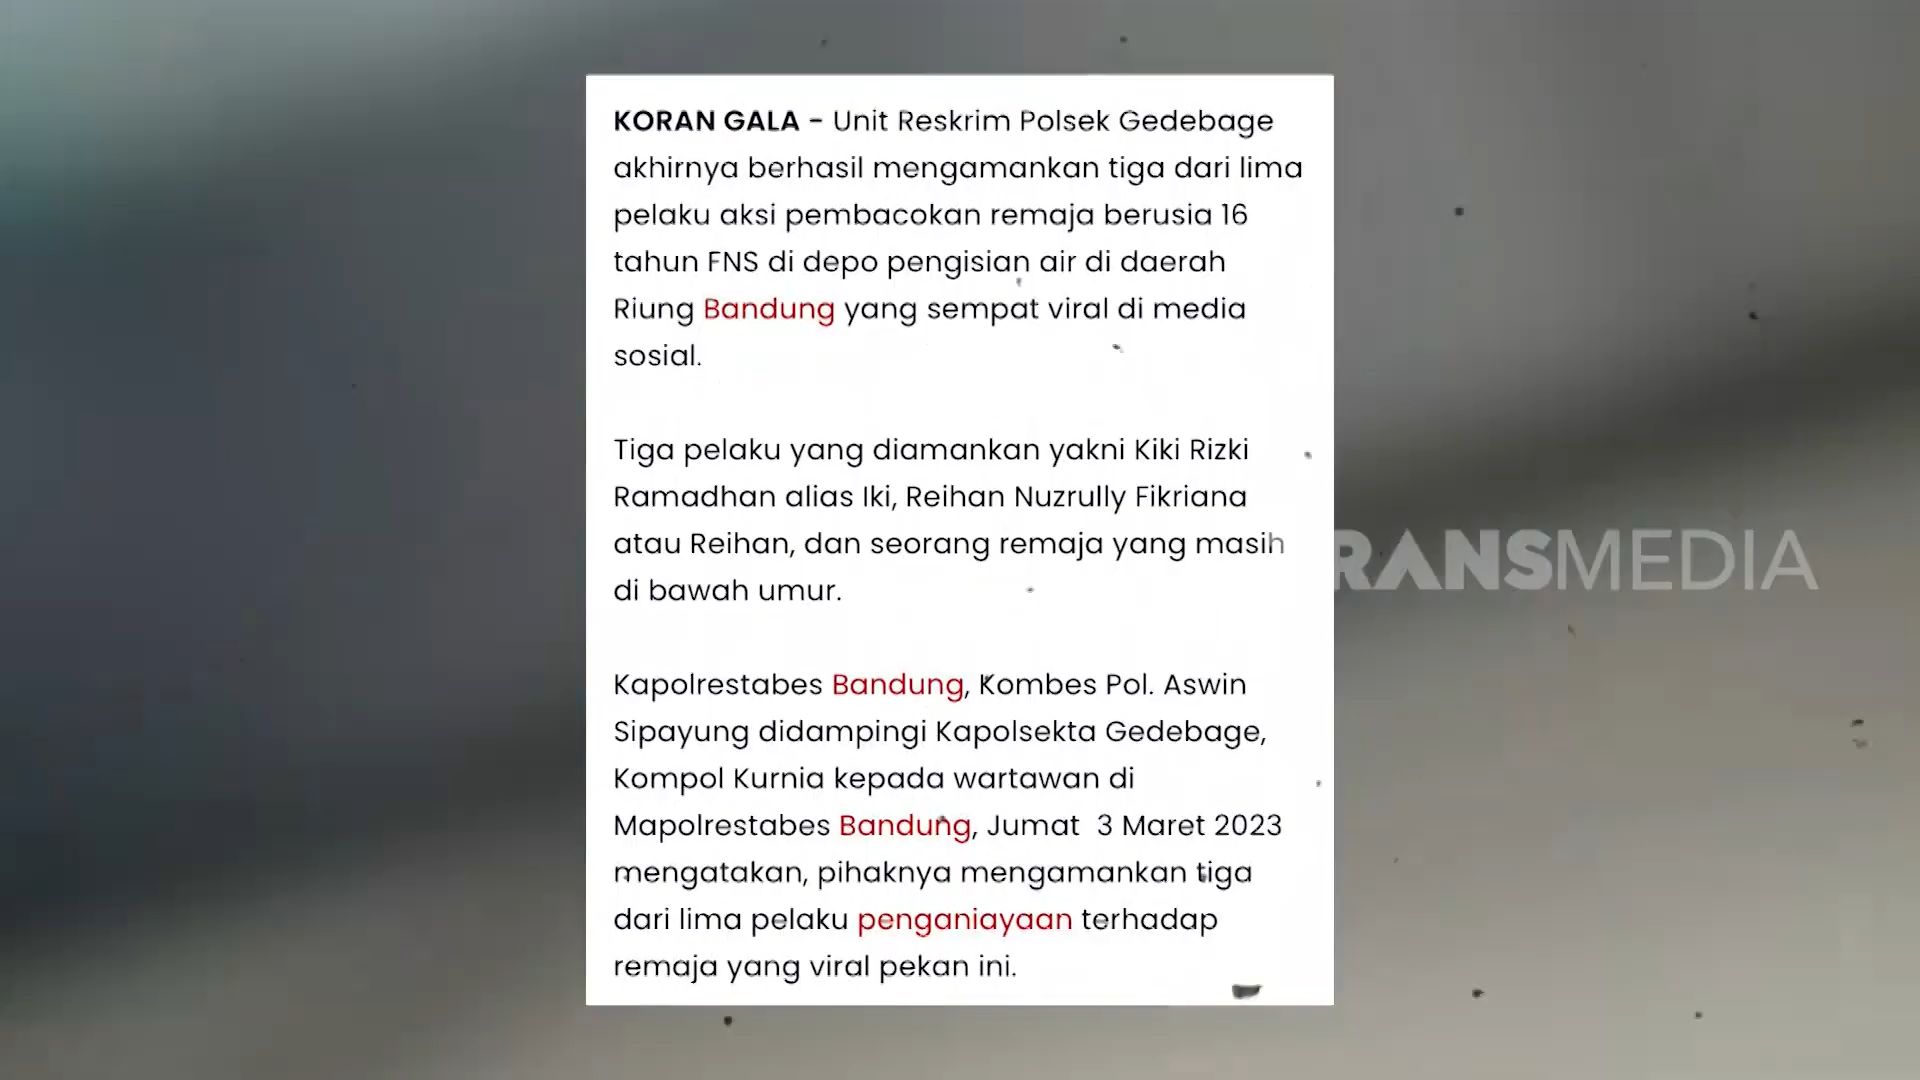 KORAN GALA - Unit Reskrim Polsek Gedebage
akhirnya berhasil mengamankan tiga dari lima
pelaku aksi pembacokan remaja berusia 16
tahun FNS di depo pengisian air di daerah
Riung Bandung yang sempat viral di media
sosial.
Tiga pelaku yang diamankan yakni Kiki Rizki
Ramadhan alias Iki, Reihan Nuzrully Fikriana
atau Reihan, dan seorang remaja yang masih
di bawah umur.
RANSMEDIA
Kapolrestabes Bandung, Kombes Pol. Aswin
Sipayung didampingi Kapolsekta Gedebage,
Kompol Kurnia kepada wartawan di
Mapolrestabes Bandung, Jumat 3 Maret 2023
mengatakan, pihaknya mengamankan tiga
dari lima pelaku penganiayaan terhadap
remaja yang viral pekan ini.